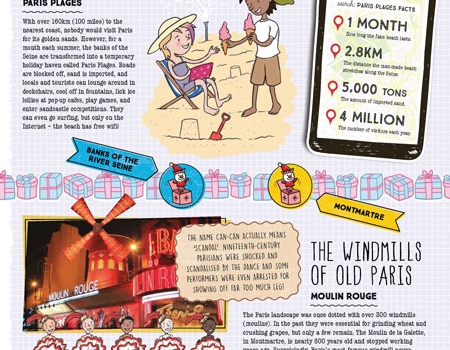 PARIS PLAGES
With over 160km (100 miles) to the
nearest coast, nobody would visit Paris
for its golden sands. However, for a
month each summer, the banks of the
Seine are transformed into a temporary
holiday haven called Paris Plages. Roads
are blocked off, sand is imported, and
locals and tourists can lounge around in
deckchairs, cool off in fountains, lick ice
lollies at pop-up cafes, play games, and
enter sandcastle competitions. They
can even go surfing, but only on the
Internet – the beach has free wifi!
search: PARIS PLAGES FACTS
1 MONTH
How long the fake beach lasts.
2.8KM
The distance the man-made beach
stretches along the Seine.
5,000 TONS
The amount of imported sand.
4 MILLION
The number of visitors each year.
BANKS OF THE
RIVER SEINE
MONTMARTRE
MOULIN ROUGE
THE NAME CAN-CAN ACTUALLY MEANS
'SCANDAL'. NINETEENTH-CENTURY
PARISIANS WERE SHOCKED AND
SCANDALISED BY THE DANCE AND SOME
PERFORMERS WERE EVEN ARRESTED FOR
SHOWING OFF FAR TOO MUCH LEG!
THE WINDMILLS
OF OLD PARIS
MOULIN ROUGE
The Paris landscape was once dotted with over 300 windmills
(moulins). In the past they were essential for grinding wheat and
crushing grapes, but only a few remain. The Moulin de la Galette,
in Montmartre, is nearly 800 years old and stopped working